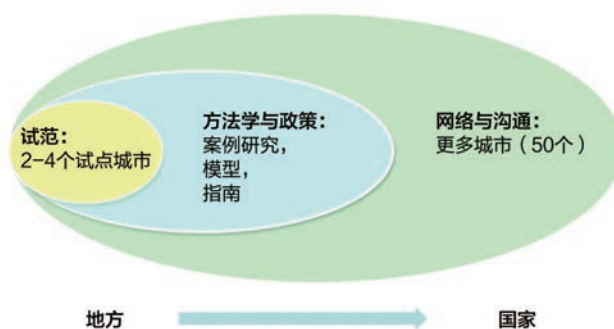 试范：
2-4个试点城市
方法学与政策：
案例研究，
模型，
指南
网络与沟通：
更多城市（50个）
地方
国家